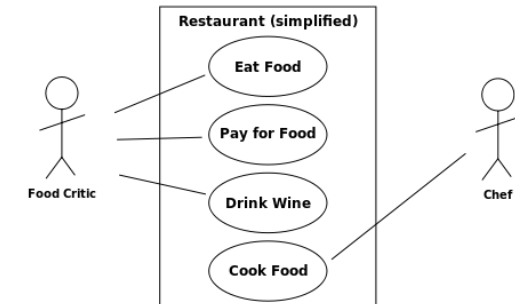 Restaurant (simplified)
Eat Food
Pay for Food
Food Critic
Chef
Drink Wine
Cook Food